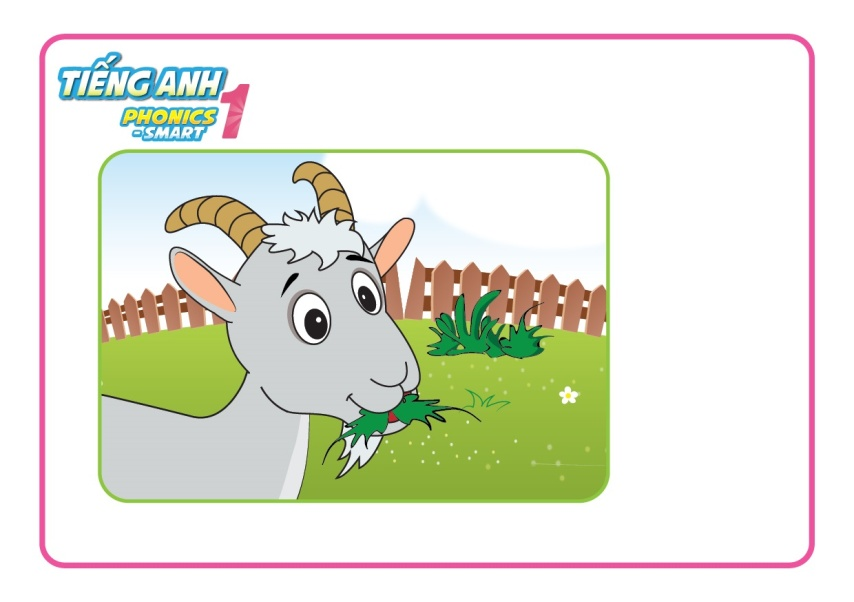 TIẾNG ANH
PHONICS
-SMART 1